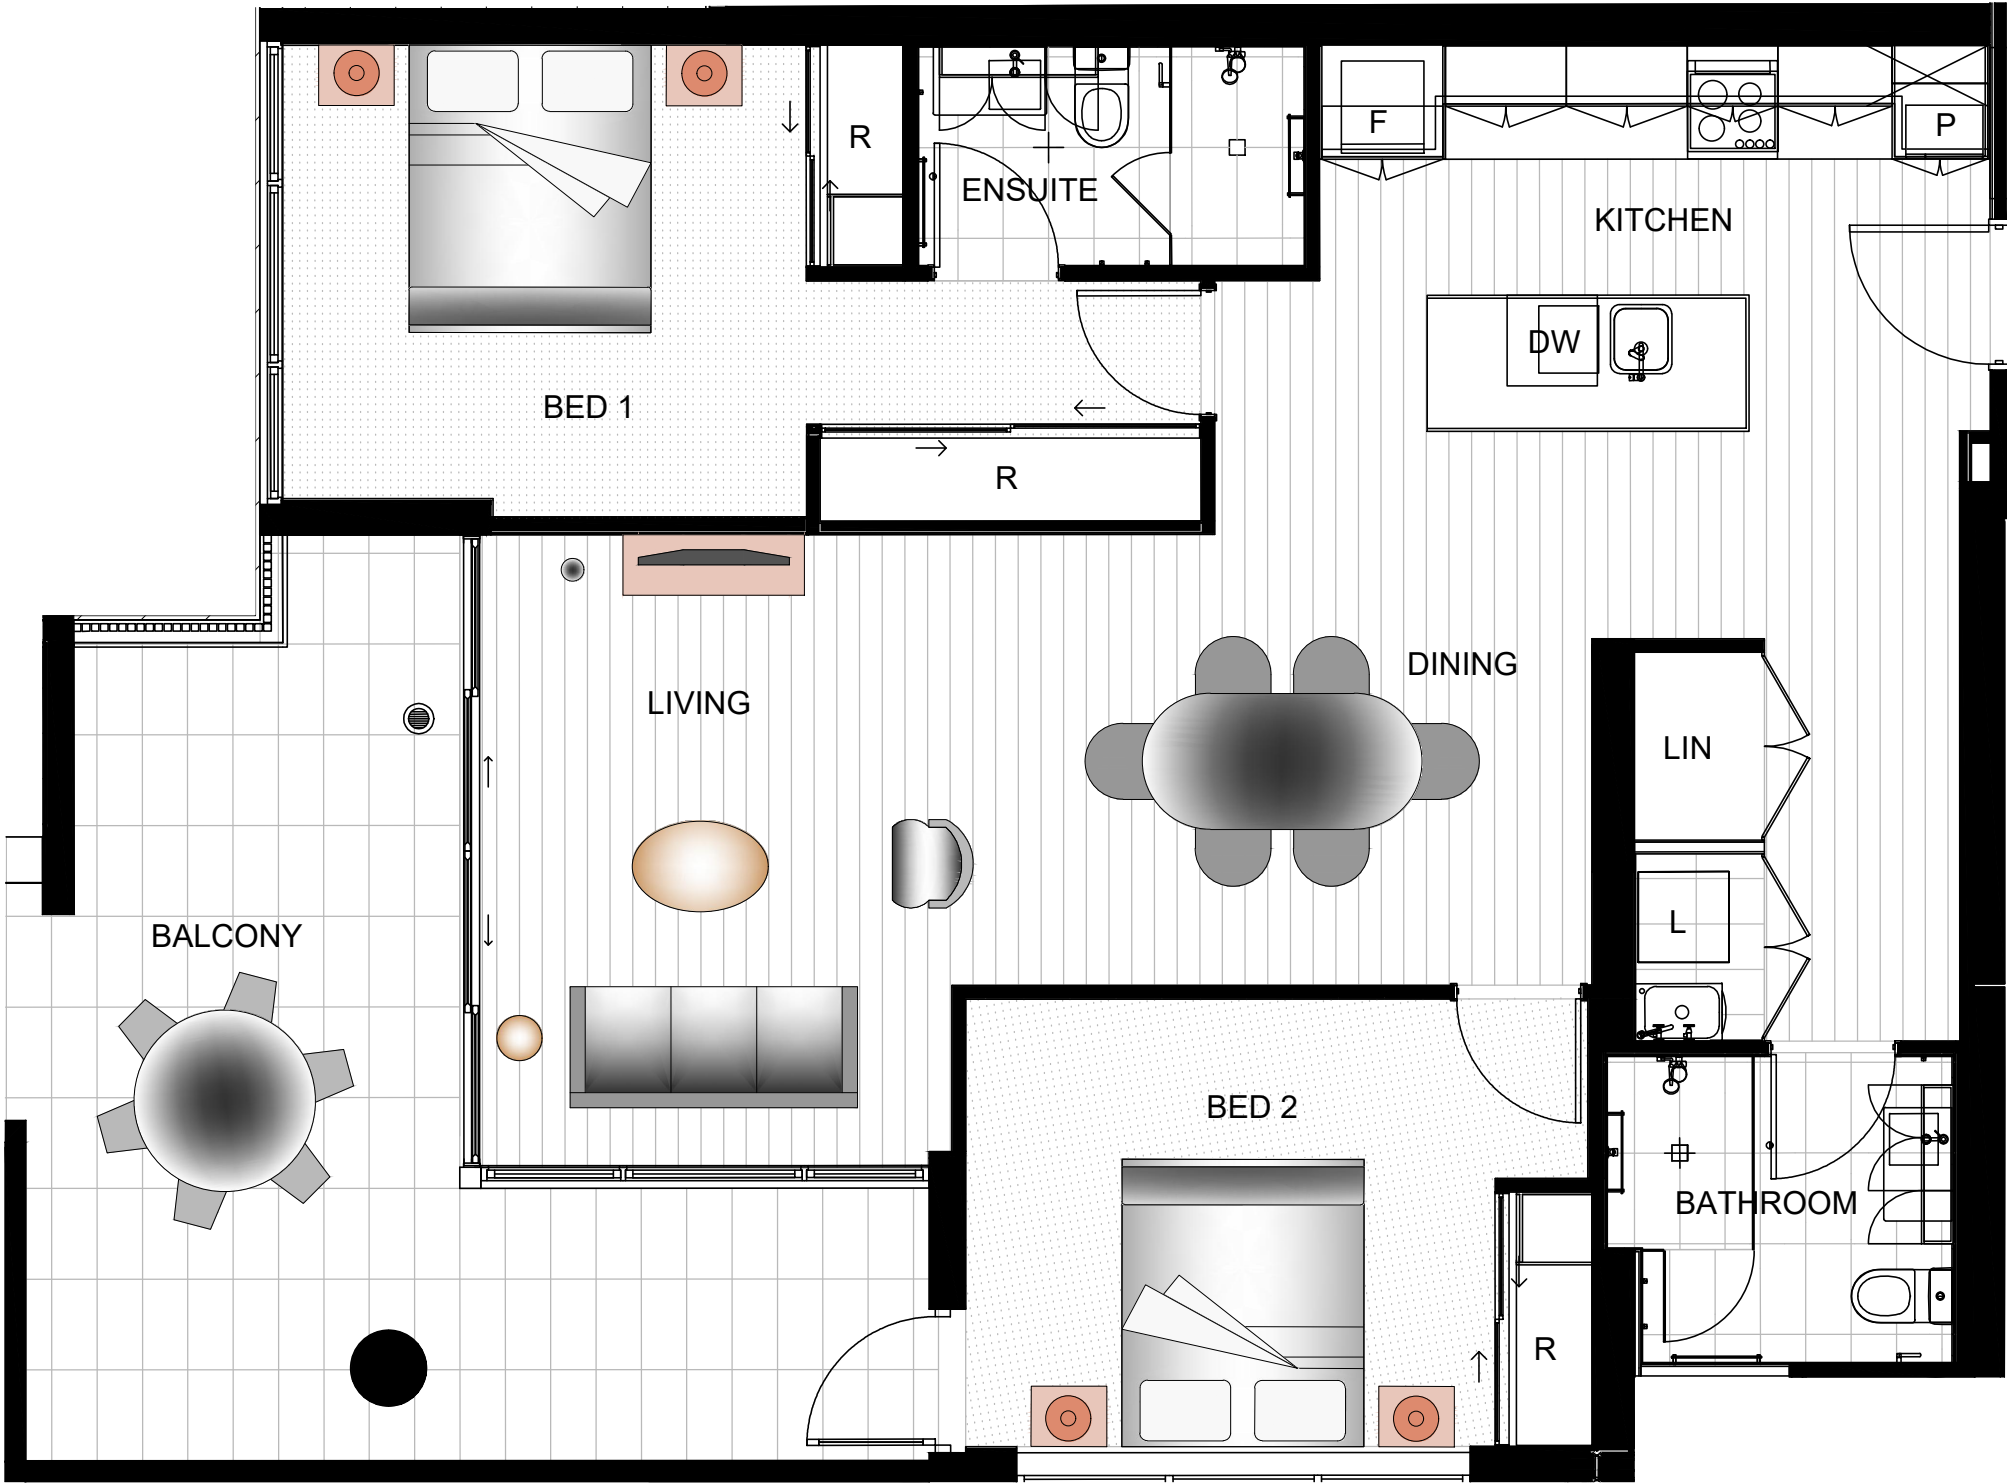 F
P
R
ENSUITE
KITCHEN
DW
BED 1
R
DINING
LIVING
LIN
L
BALCONY
BED 2
BATHROOM
R